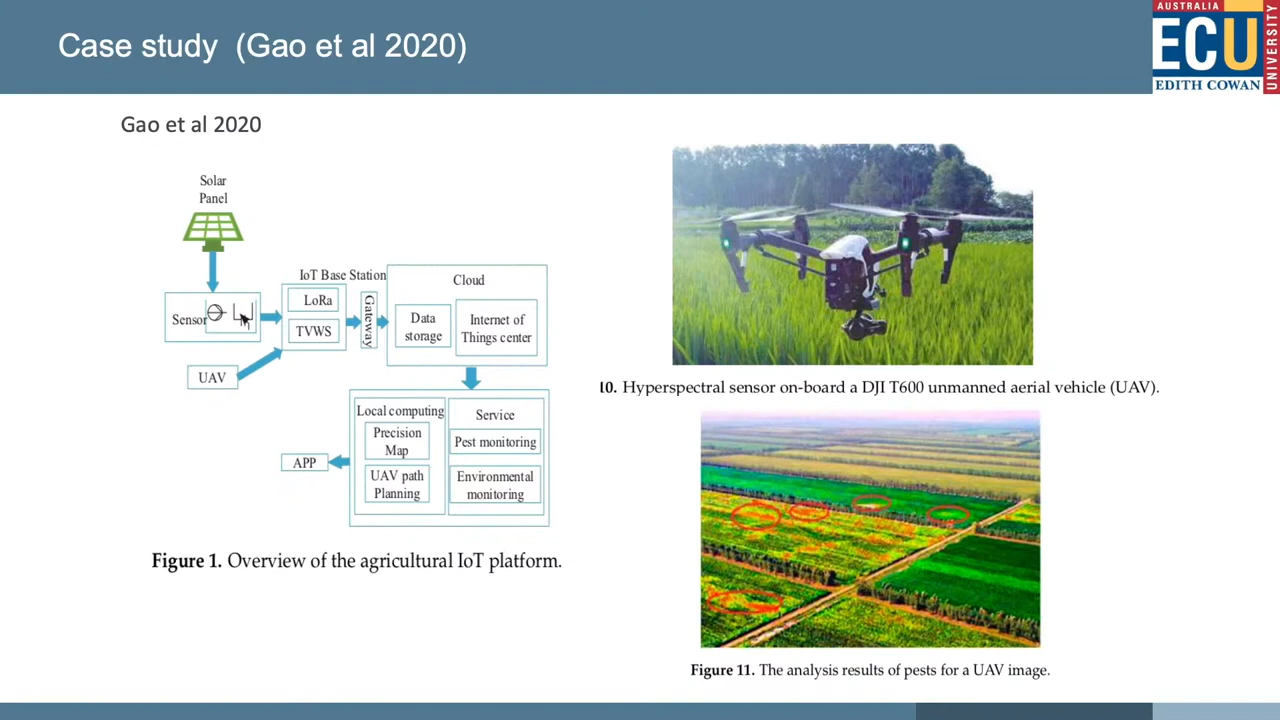 Case study (Gao et al 2020)
AUSTRALIA
ECU
EDITH COWAN
UNIVERSITY
Gao et al 2020
Solar
Panel
IoT Base Station
Cloud
Sensor
LoRa
TVWS
Gateway
Data
storage
Internet of
Things center
UAV
Local computing
Precision
Map
UAV path
Planning
Service
Pest monitoring
Environmental
monitoring
APP
Figure 1. Overview of the agricultural IoT platform.
10. Hyperspectral sensor on-board a DJI T600 unmanned aerial vehicle (UAV).
Figure 11. The analysis results of pests for a UAV image.